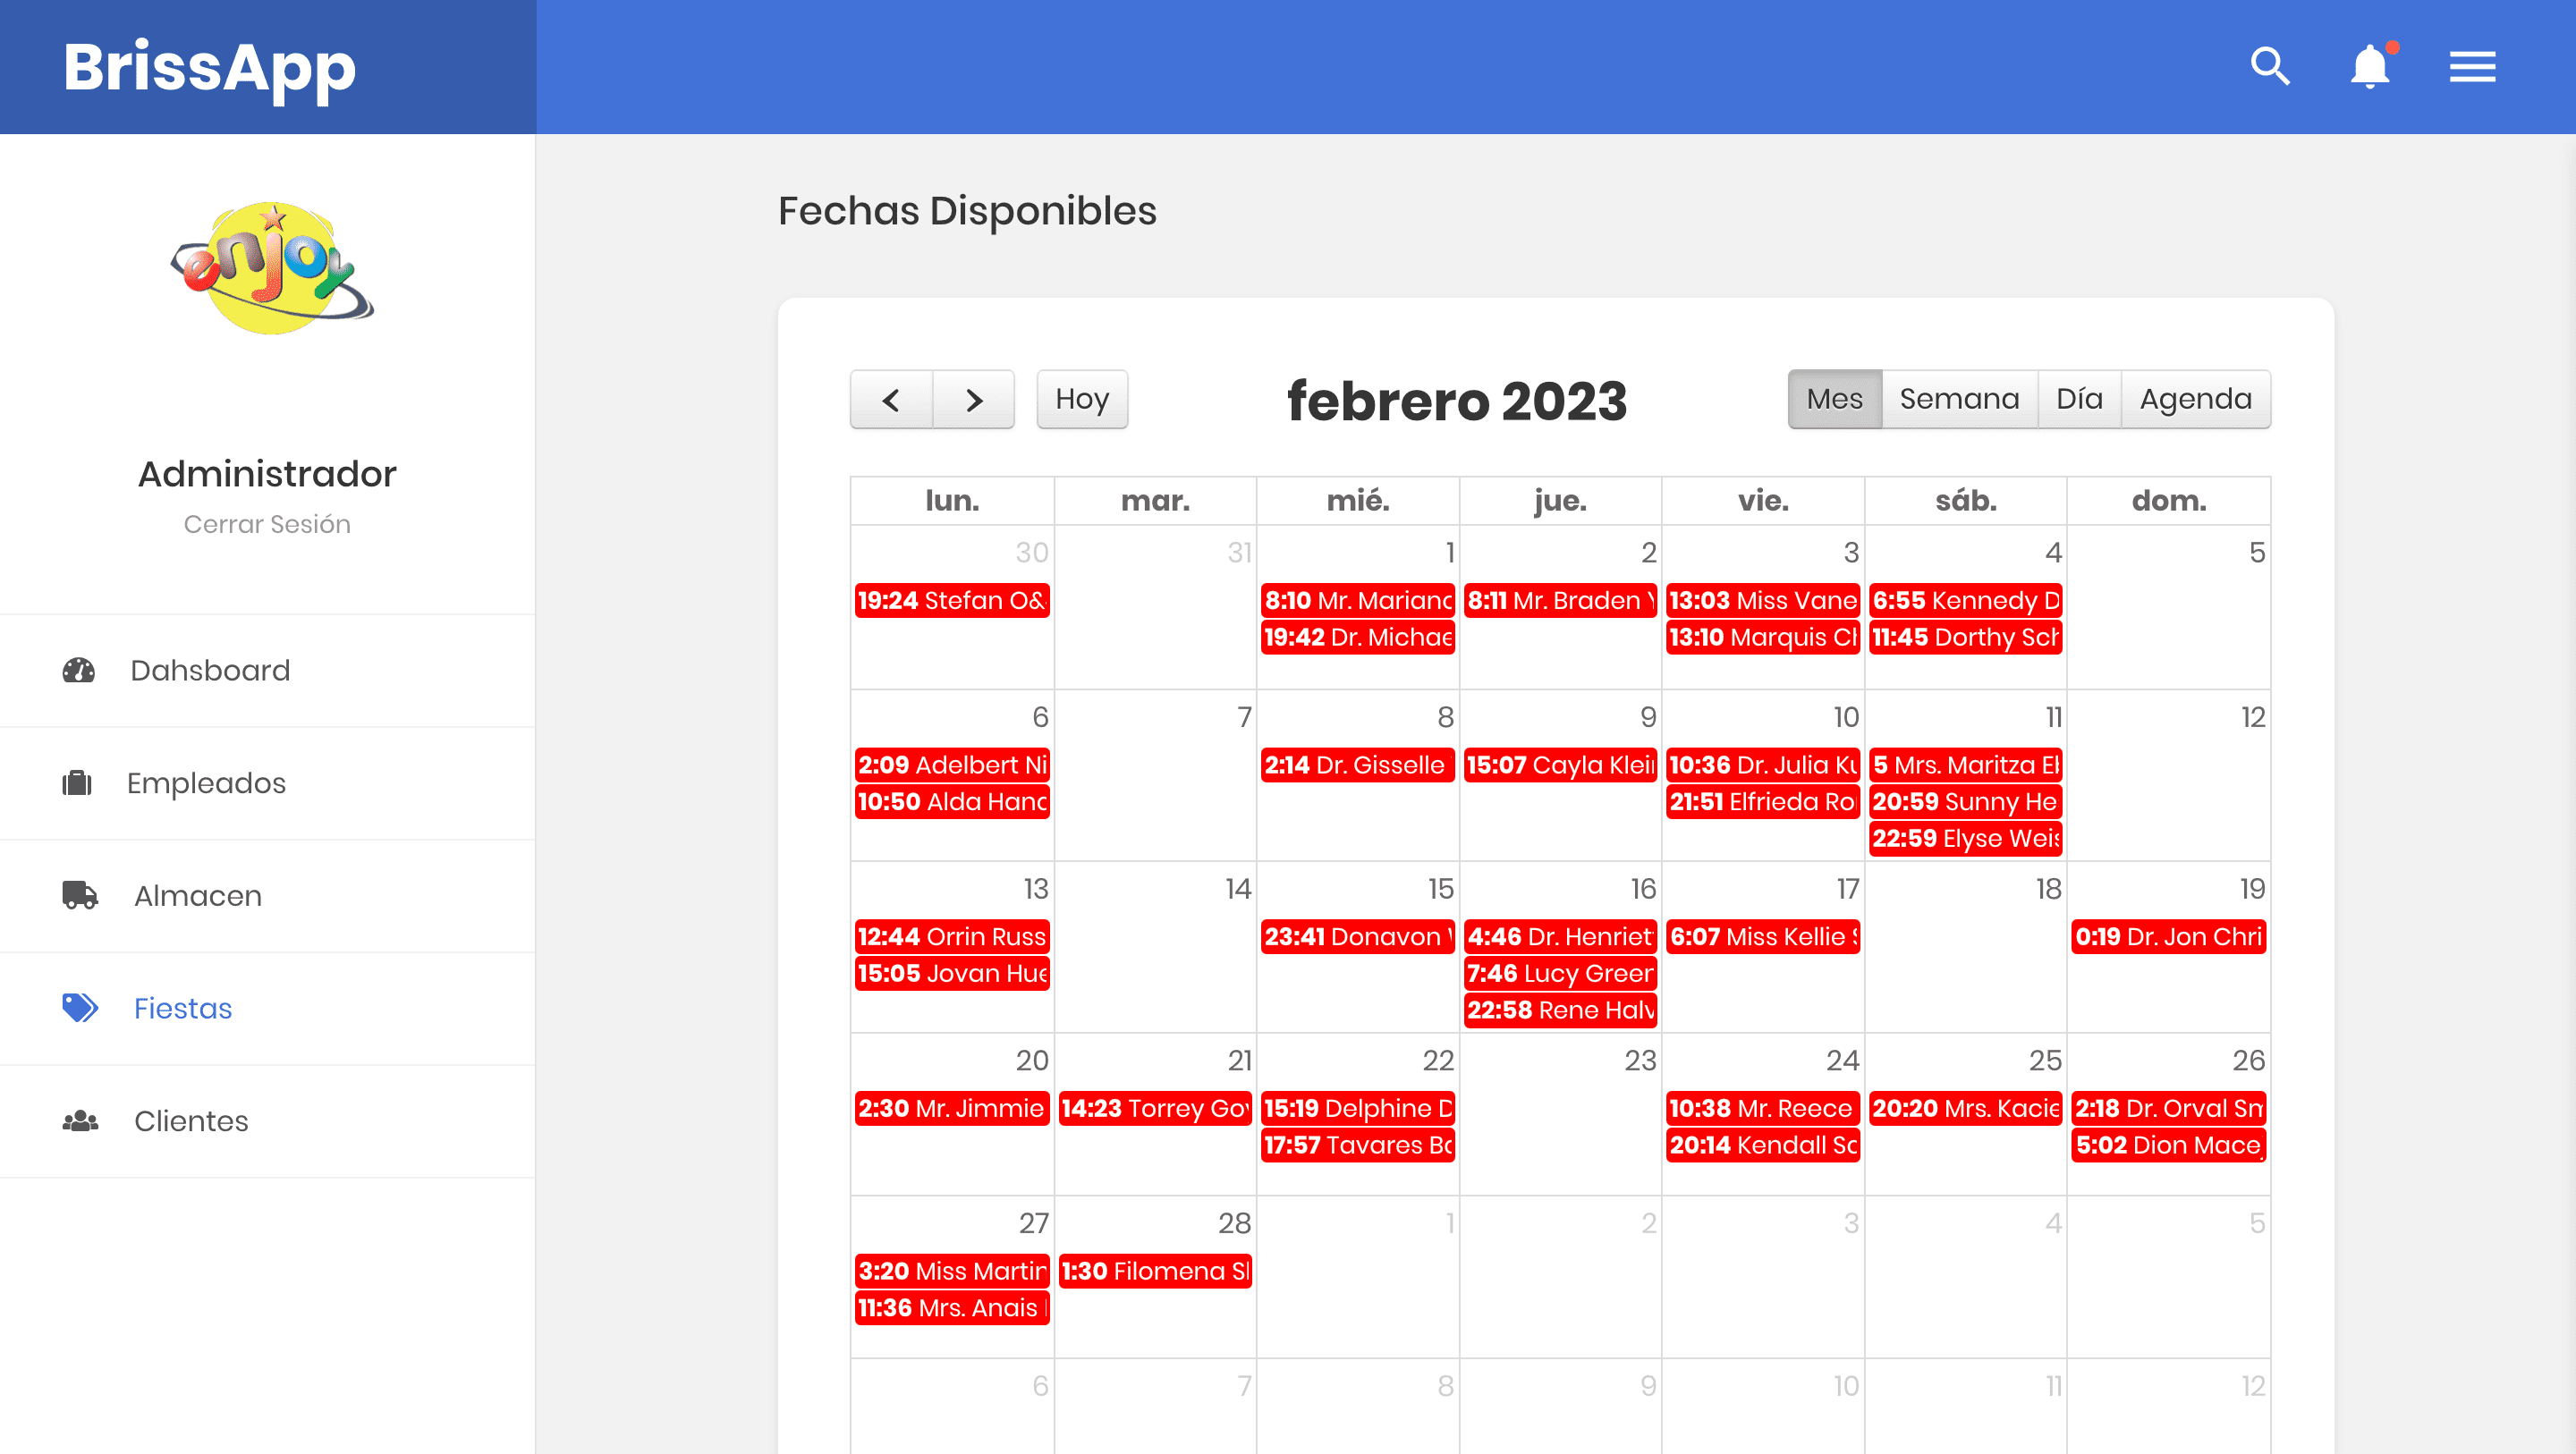 BrissApp
enjoy
Administrador
Cerrar Sesión
Dahsboard
Empleados
Almacen
Fiestas
Clientes
Fechas Disponibles
Hoy
febrero 2023
Mes Semana Día Agenda
lun. mar. mié. jue. vie. sáb. dom.
30 31 1 2 3 4 5
19:24 Stefan O& 8:10 Mr. Mariano 8:11 Mr. Braden 13:03 Miss Vane 6:55 Kennedy D
19:42 Dr. Michae 13:10 Marquis Ch 11:45 Dorthy Sch
6 7 8 9 10 11 12
2:09 Adelbert Ni 2:14 Dr. Gisselle 15:07 Cayla Klei 10:36 Dr. Julia Ku 5 Mrs. Maritza E
10:50 Alda Hanc 21:51 Elfrieda Ro 20:59 Sunny He
22:59 Elyse Weis
13 14 15 16 17 18 19
12:44 Orrin Russ 23:41 Donavon 4:46 Dr. Henriet 6:07 Miss Kellie S 0:19 Dr. Jon Chri
15:05 Jovan Hue 7:46 Lucy Green
22:58 Rene Halv
20 21 22 23 24 25 26
2:30 Mr. Jimmie 14:23 Torrey Go 15:19 Delphine D 10:38 Mr. Reece 20:20 Mrs. Kacie 2:18 Dr. Orval Sm
17:57 Tavares Ba 20:14 Kendall Sc 5:02 Dion Mace
27 28 1 2 3 4 5
3:20 Miss Martin 1:30 Filomena S
11:36 Mrs. Anais
6 7 8 9 10 11 12